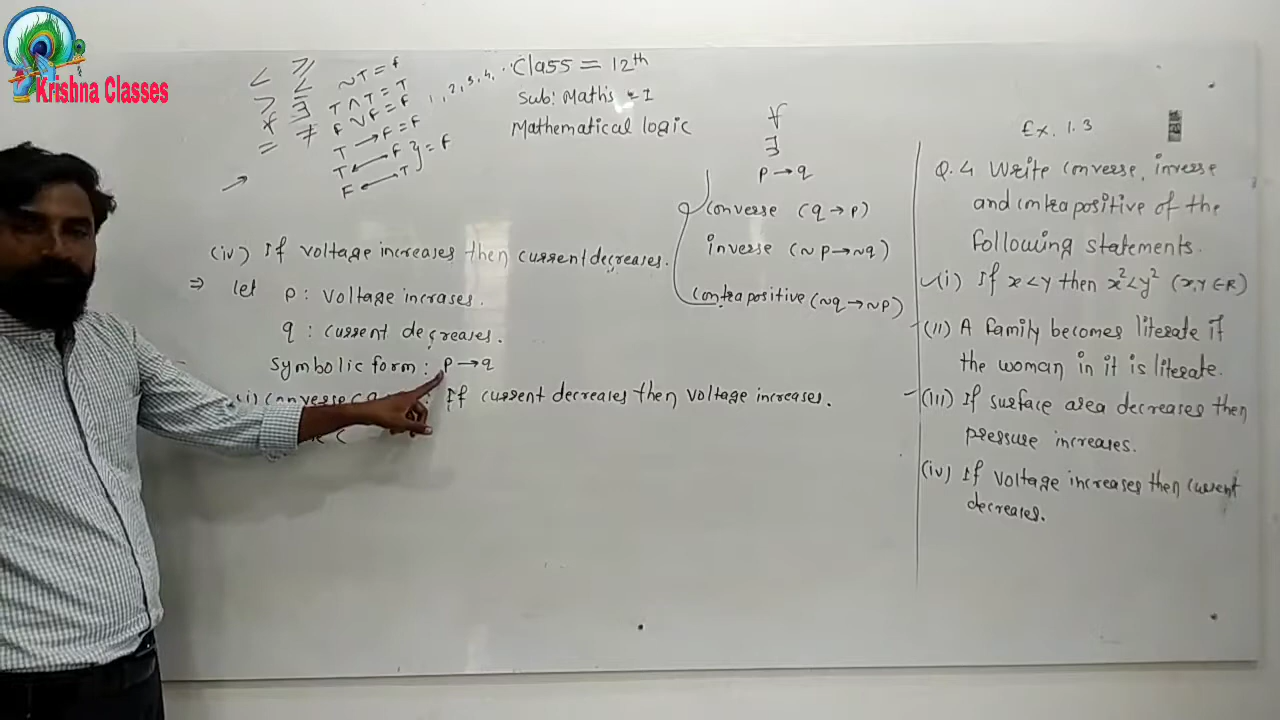 Krishna Classes
< ⩾
> ⩽
∀ ∃
= ≠
~T = f
T ∧ T = T
F ∨ F = F
T → F = F
T ↔ F
F ↔ T } = F
1, 2, 3, 4, ...
Class = 12th
Sub: Maths - 1
Mathematical logic
∀
∃
p → q
converse (q → p)
inverse (~p → ~q)
contrapositive (~q → ~p)
(iv) If voltage increases then current decreases.
⇒ let p : voltage incrases.
q : current decreases.
Symbolic form : p → q
(i) converse (q : If current decreases then voltage increases.
Ex. 1.3
Q.4 Write converse, inverse
and contrapositive of the
following statements.
(i) If x < y then x² < y² (x, y ∈ R)
(ii) A family becomes literate if
the woman in it is literate.
(iii) If surface area decreases then
pressure increases.
(iv) If voltage increases then current
decreases.